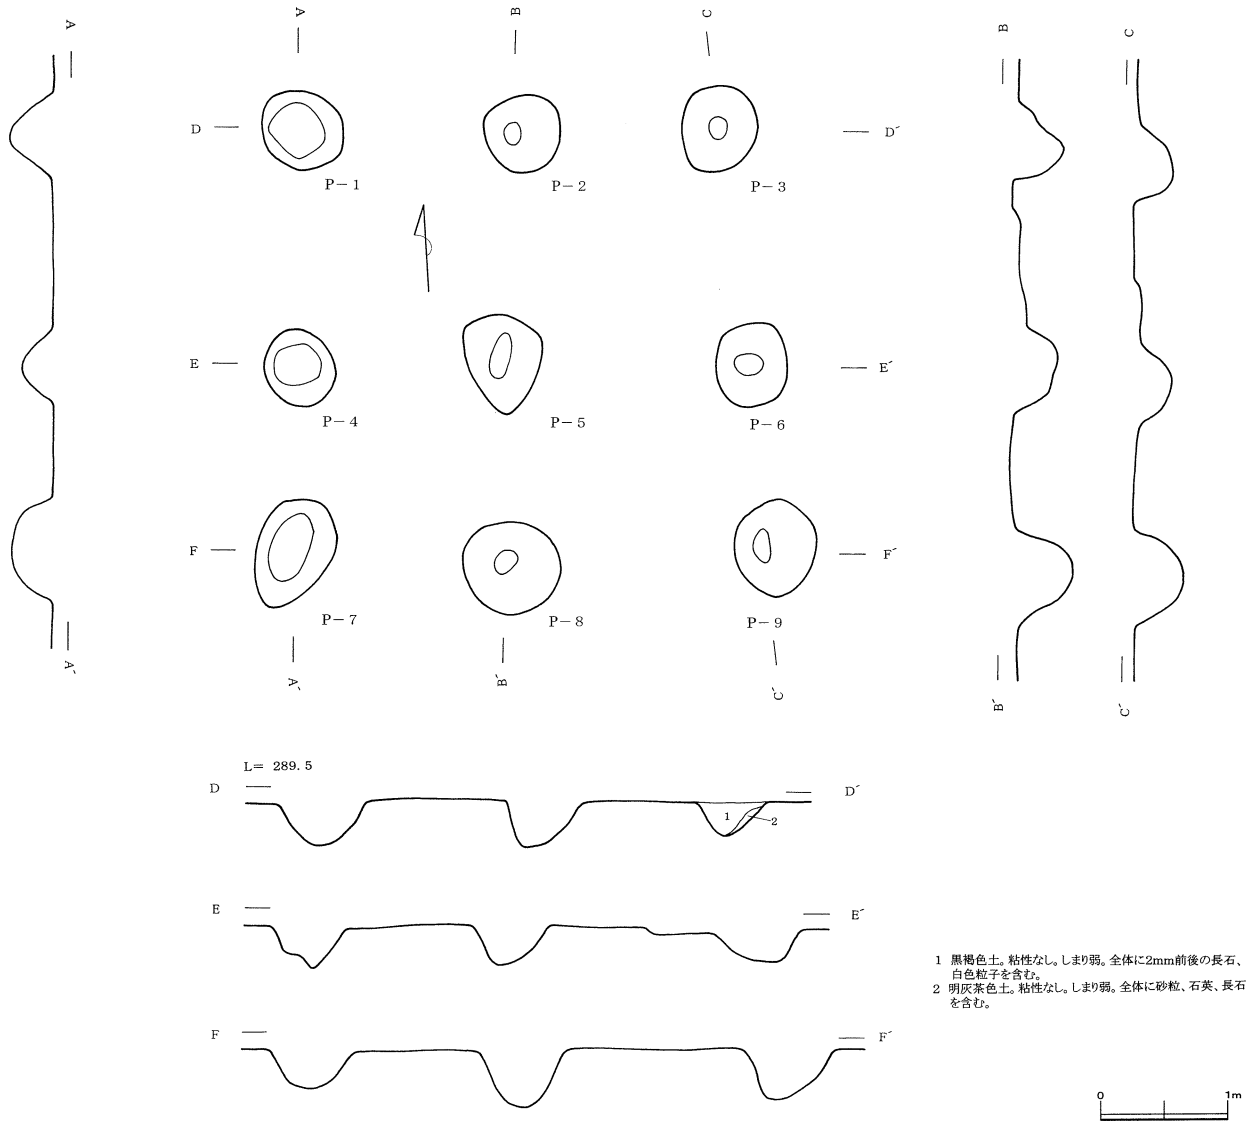 A
A
B
C
B
C
D
D´
P－1
P－2
P－3
E
E´
P－4
P－5
P－6
F
F´
P－7
P－8
P－9
A´
A´
B´
C´
B´
C´
L＝ 289.5
D
D´
1
2
E
E´
F
F´
1 黒褐色土。粘性なし。しまり弱。全体に2mm前後の長石、
白色粒子を含む。
2 明灰茶色土。粘性なし。しまり弱。全体に砂粒、石英、長石
を含む。
0 1m